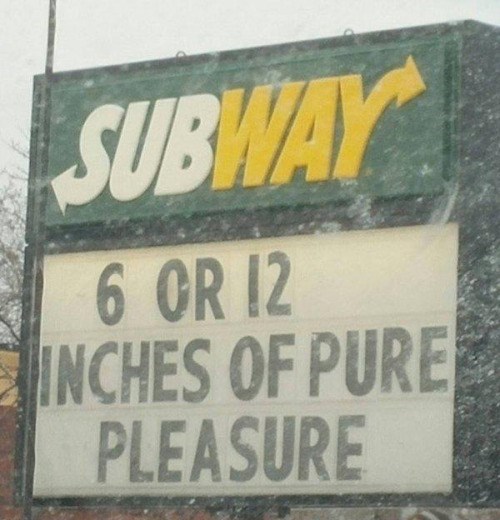 SUBWAY
6 OR 12
INCHES OF PURE
PLEASURE